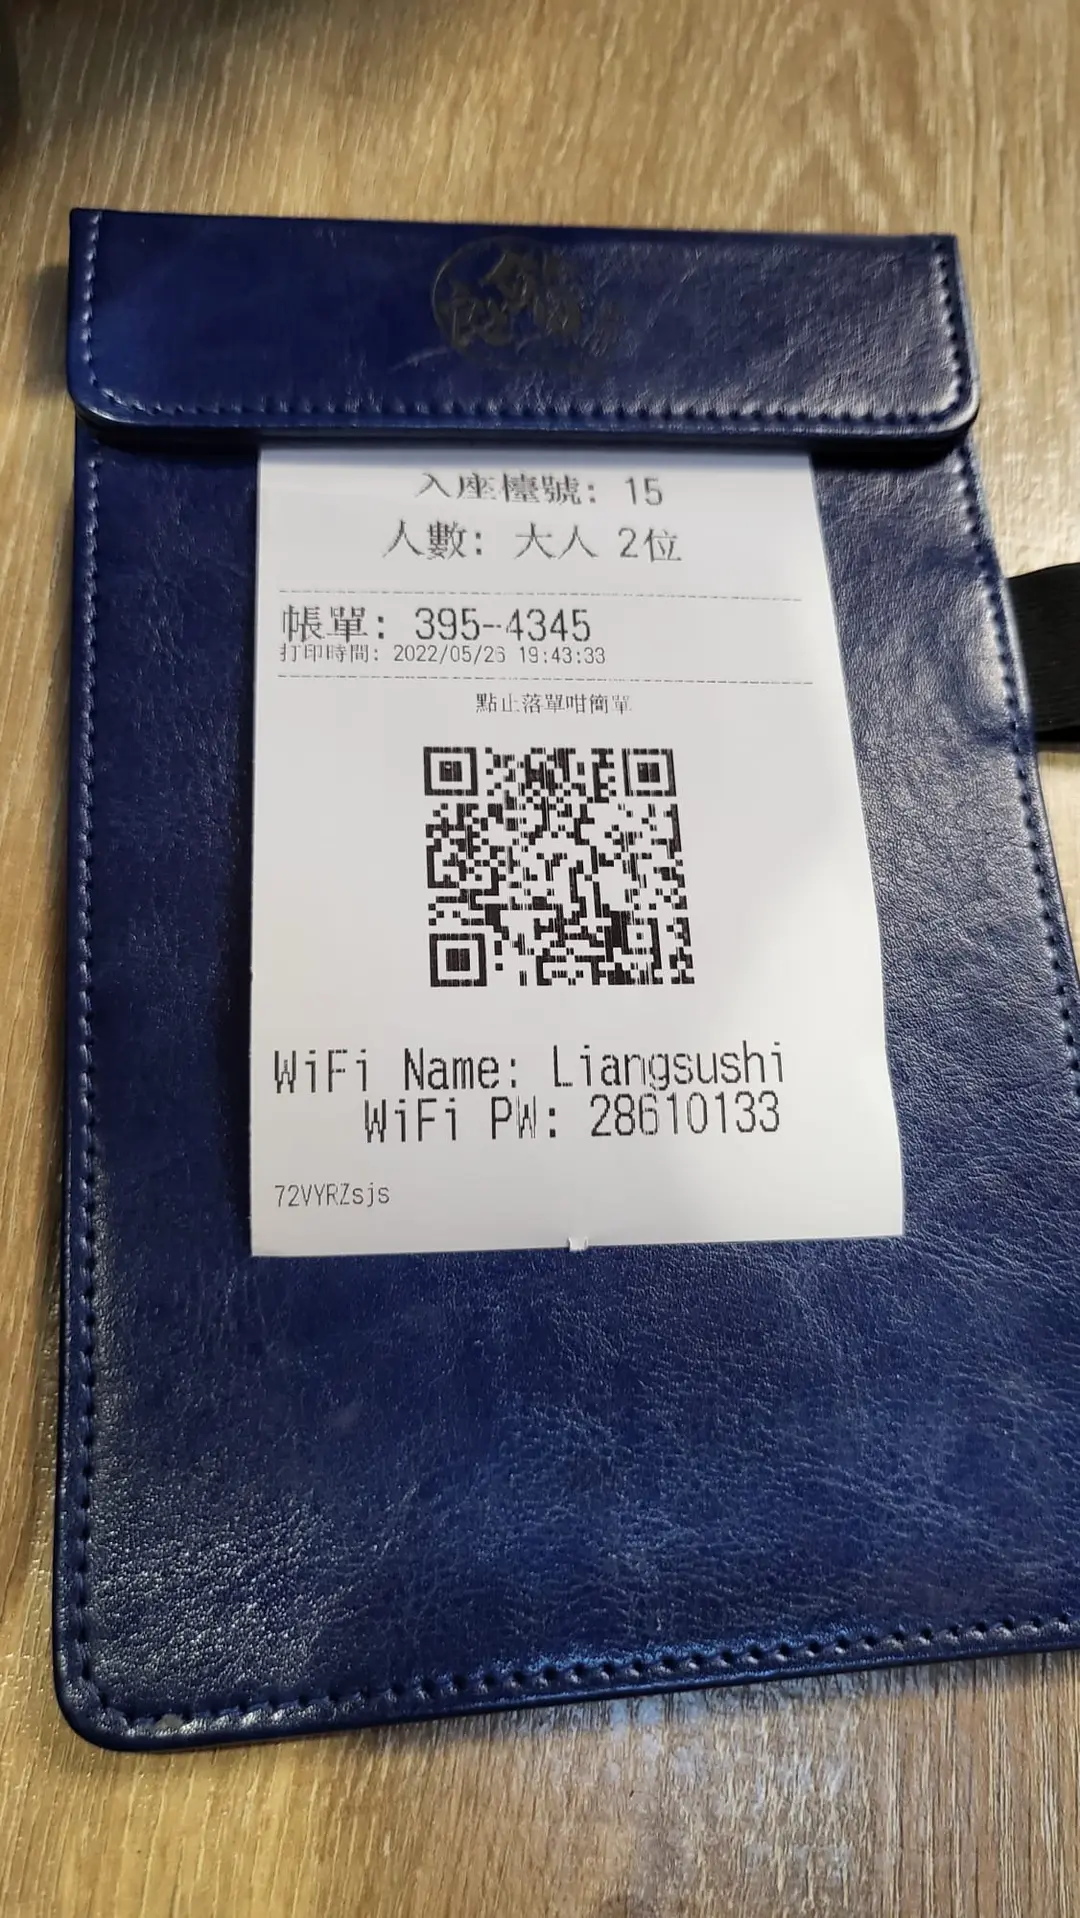 入座檯號: 15
人數: 大人 2位
帳單: 395-4345
打印時間: 2022/05/26 19:43:33
點止落單咁簡單
WiFi Name: Liangsushi
WiFi PW: 28610133
72VYRZsjs